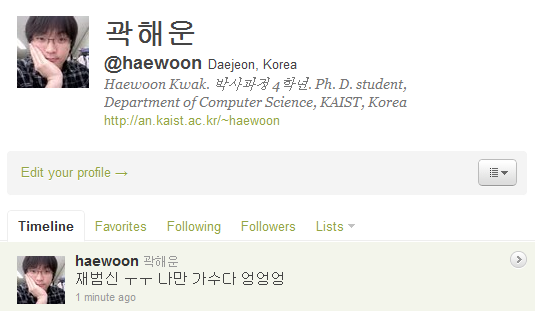 곽해운
@haewoon Daejeon, Korea
Haewoon Kwak. 박사과정 4학년. Ph. D. student,
Department of Computer Science, KAIST, Korea
http://an.kaist.ac.kr/~haewoon
Edit your profile →
Timeline Favorites Following Followers Lists
haewoon 곽해운
재범신 ㅜㅜ 나만 가수다 엉엉엉
1 minute ago